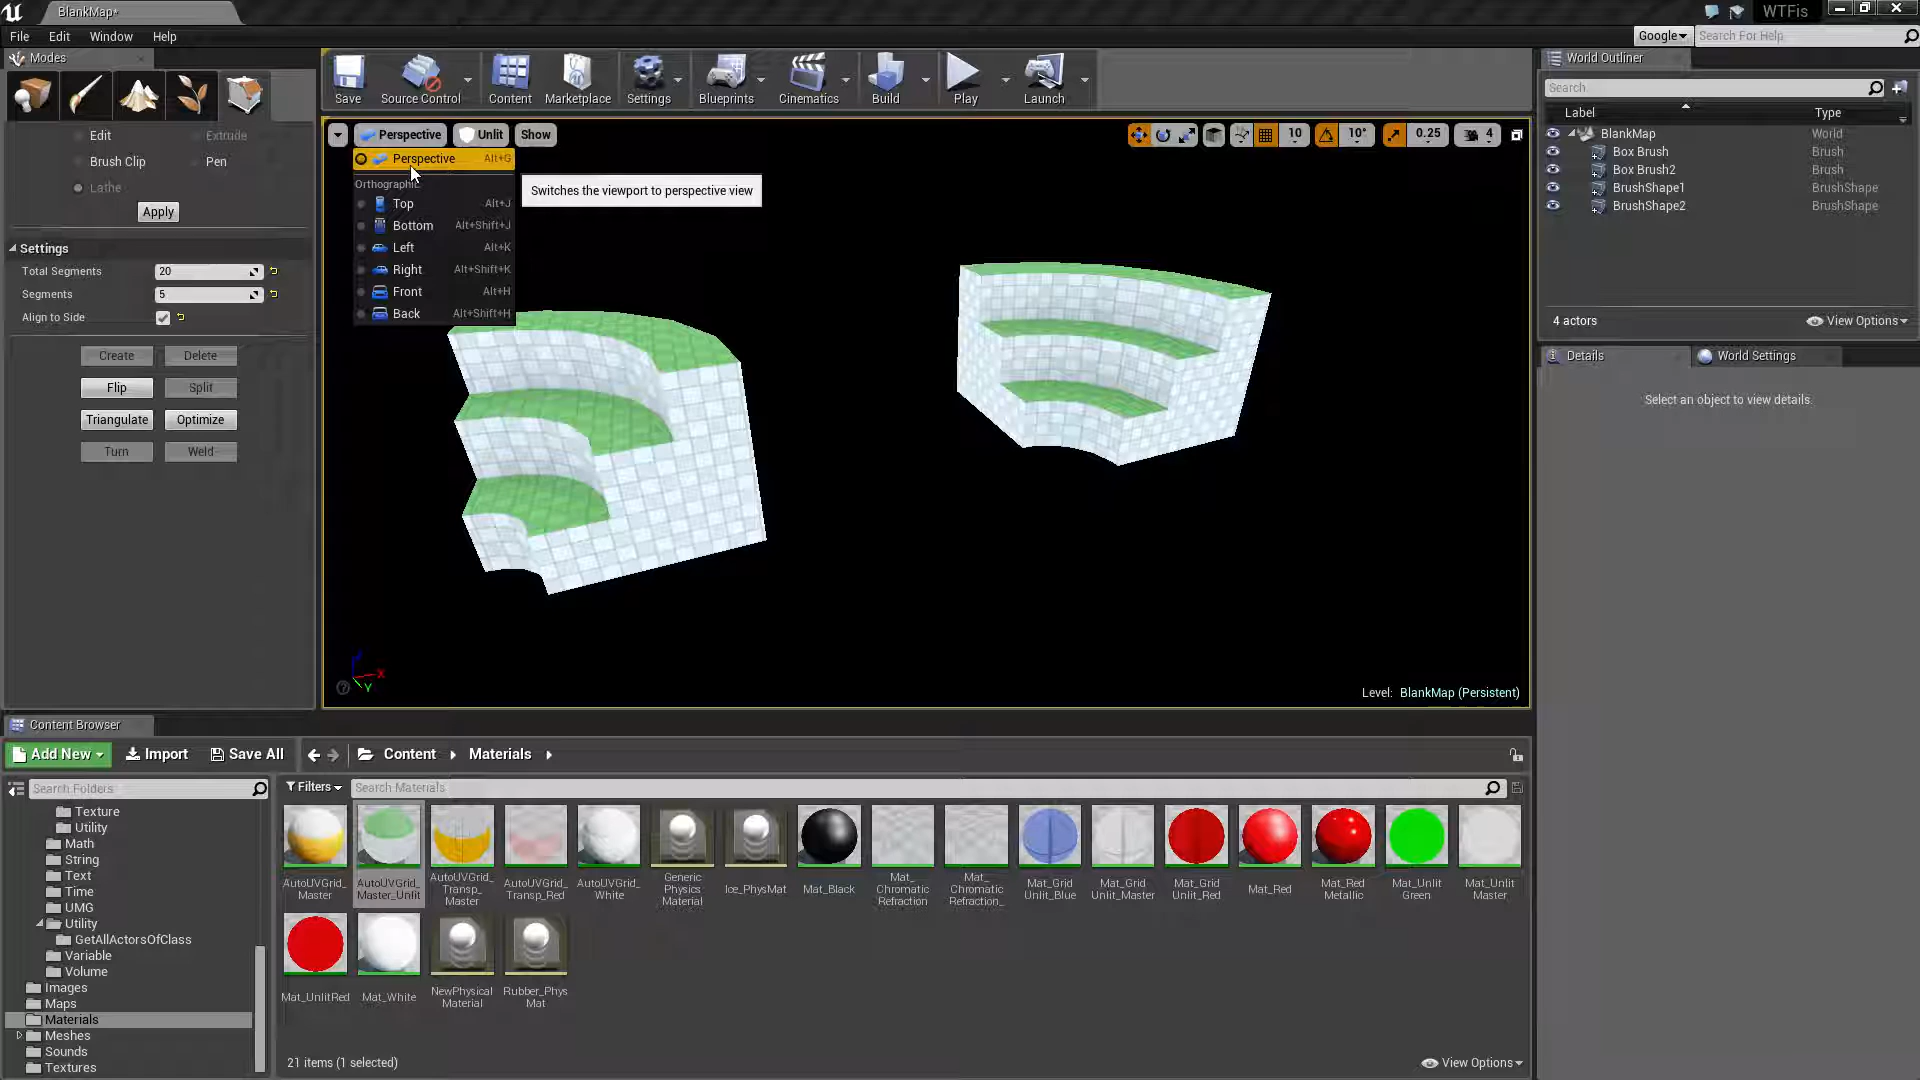 BlankMap*
WTFis
File Edit Window Help
Google
Search For Help
Modes
Edit
Extrude
Brush Clip
Pen
Lathe
Apply
Settings
Total Segments 20
Segments 5
Align to Side
Create
Delete
Flip
Split
Triangulate
Optimize
Turn
Weld
Save
Source Control
Content
Marketplace
Settings
Blueprints
Cinematics
Build
Play
Launch
Perspective
Unlit
Show
10
10°
0.25
4
Perspective Alt+G
Orthographic
Top Alt+J
Bottom Alt+Shift+J
Left Alt+K
Right Alt+Shift+K
Front Alt+H
Back Alt+Shift+H
Switches the viewport to perspective view
X
Y
Level: BlankMap (Persistent)
World Outliner
Search
Label
Type
BlankMap World
Box Brush Brush
Box Brush2 Brush
BrushShape1 BrushShape
BrushShape2 BrushShape
4 actors
View Options
Details
World Settings
Select an object to view details.
Content Browser
Add New
Import
Save All
Content
Materials
Search Folders
Filters
Search Materials
Texture
Utility
Math
String
Text
Time
UMG
Utility
GetAllActorsOfClass
Variable
Volume
Images
Maps
Materials
Meshes
Sounds
Textures
AutoUVGrid_
Master
AutoUVGrid_
Master_Unlit
AutoUVGrid_
Transp_
Master
AutoUVGrid_
Transp_Red
AutoUVGrid_
White
Generic
Physics
Material
Ice_PhysMat
Mat_Black
Mat_
Chromatic
Refraction
Mat_
Chromatic
Refraction_
Mat_Grid
Unlit_Blue
Mat_Grid
Unlit_Master
Mat_Grid
Unlit_Red
Mat_Red
Mat_Red
Metallic
Mat_Unlit
Green
Mat_Unlit
Master
Mat_UnlitRed
Mat_White
NewPhysical
Material
Rubber_Phys
Mat
21 items (1 selected)
View Options